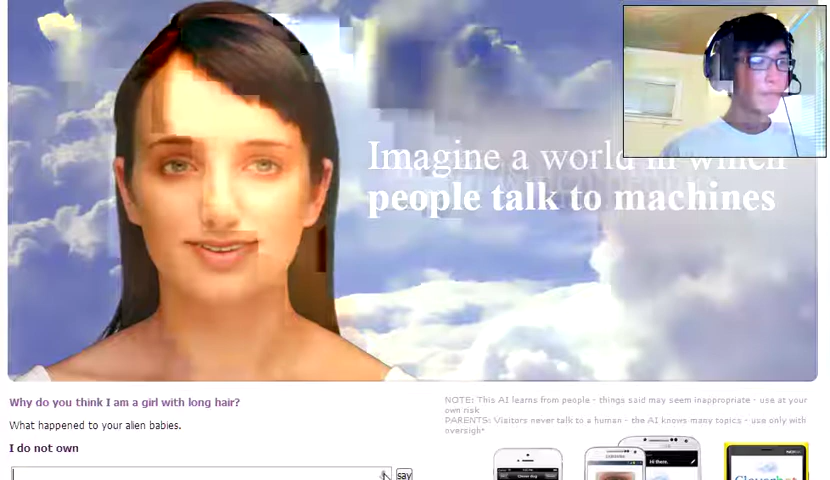 Imagine a world in which
people talk to machines
Why do you think I am a girl with long hair?
What happened to your alien babies.
I do not own
say
NOTE: This AI learns from people - things said may seem inappropriate - use at your
own risk
PARENTS: Visitors never talk to a human - the AI knows many topics - use only with
oversight
Hi there.